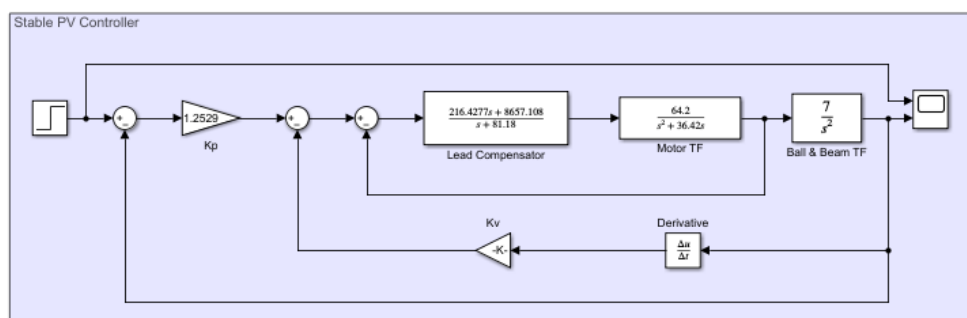 Stable PV Controller
+
−
1.2529
Kp
+
−
+
−
216.4277s + 8657.108
s + 81.18
Lead Compensator
64.2
s² + 36.42s
Motor TF
7
s²
Ball & Beam TF
Kv
-K-
Derivative
Δu
Δt